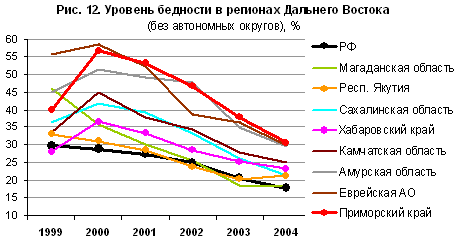 Рис. 12. Уровень бедности в регионах Дальнего Востока
(без автономных округов), %
60
55
50
45
40
35
30
25
20
15
10
1999 2000 2001 2002 2003 2004
РФ
Магаданская область
Респ. Якутия
Сахалинская область
Хабаровский край
Камчатская область
Амурская область
Еврейская АО
Приморский край